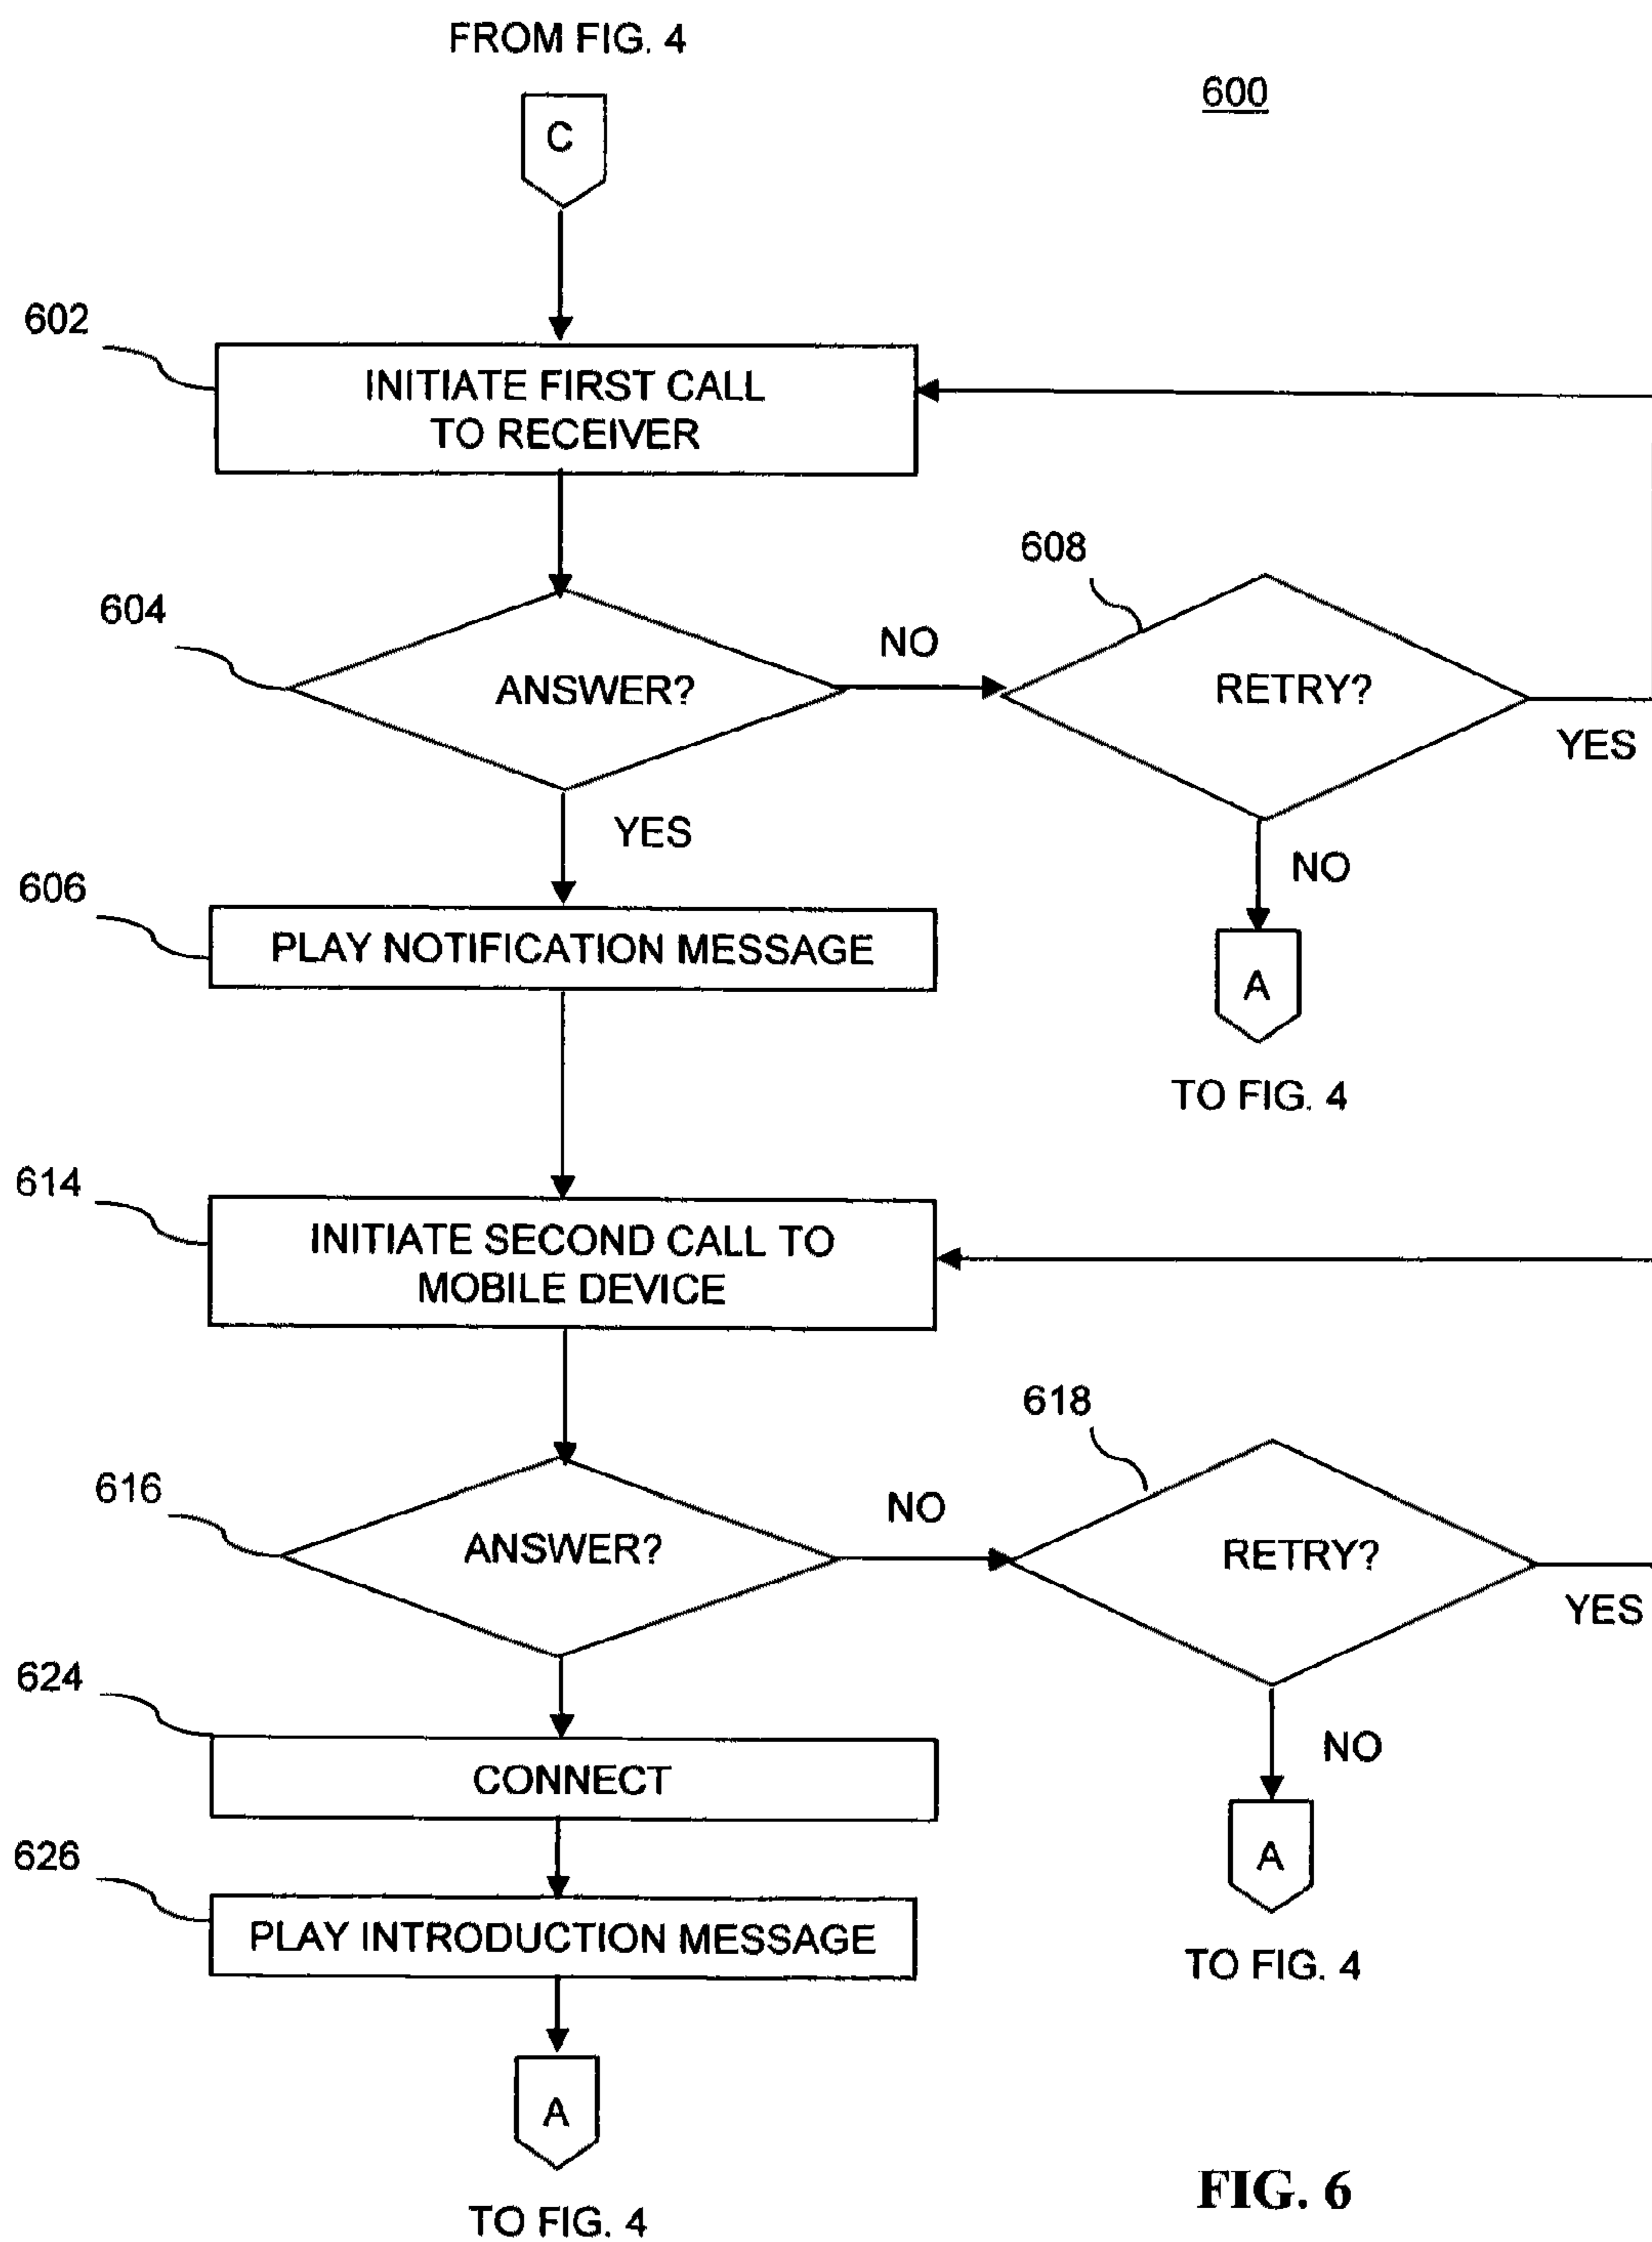 FROM FIG. 4
600
C
602
INITIATE FIRST CALL
TO RECEIVER
608
604
ANSWER?
NO
RETRY?
YES
YES
606
NO
PLAY NOTIFICATION MESSAGE
A
TO FIG. 4
614
INITIATE SECOND CALL TO
MOBILE DEVICE
618
616
ANSWER?
NO
RETRY?
YES
624
NO
CONNECT
626
A
PLAY INTRODUCTION MESSAGE
TO FIG. 4
A
FIG. 6
TO FIG. 4